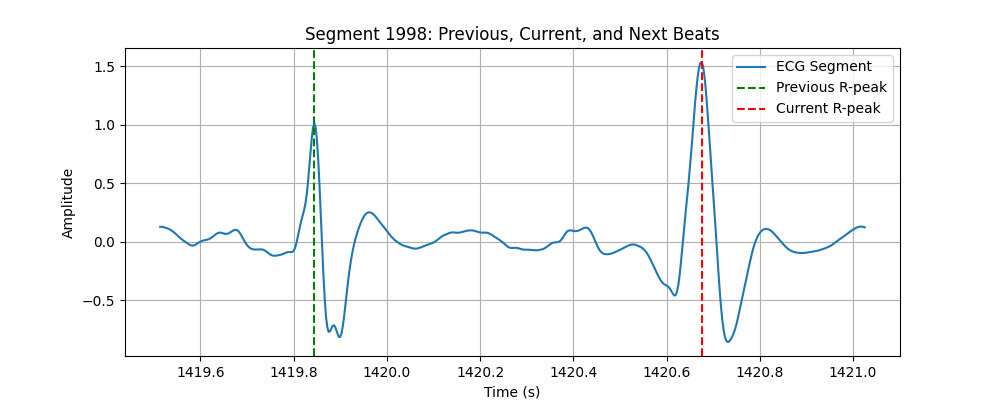 Segment 1998: Previous, Current, and Next Beats
ECG Segment
Previous R-peak
Current R-peak
Amplitude
1.5
1.0
0.5
0.0
−0.5
1419.6 1419.8 1420.0 1420.2 1420.4 1420.6 1420.8 1421.0
Time (s)